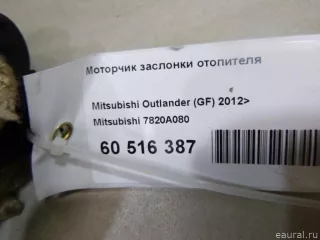 Моторчик заслонки отопителя
Mitsubishi Outlander (GF) 2012>
Mitsubishi 7820A080
60 516 387
eaural.ru